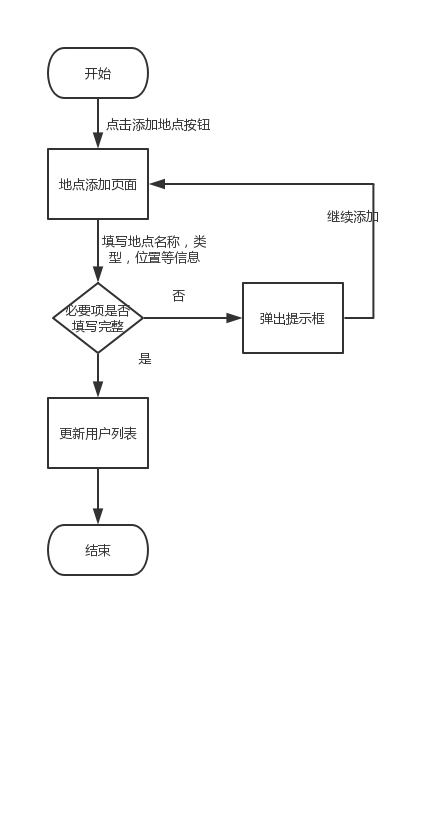 开始
点击添加地点按钮
地点添加页面
继续添加
填写地点名称，类
型，位置等信息
否
必要项是否
填写完整
弹出提示框
是
更新用户列表
结束